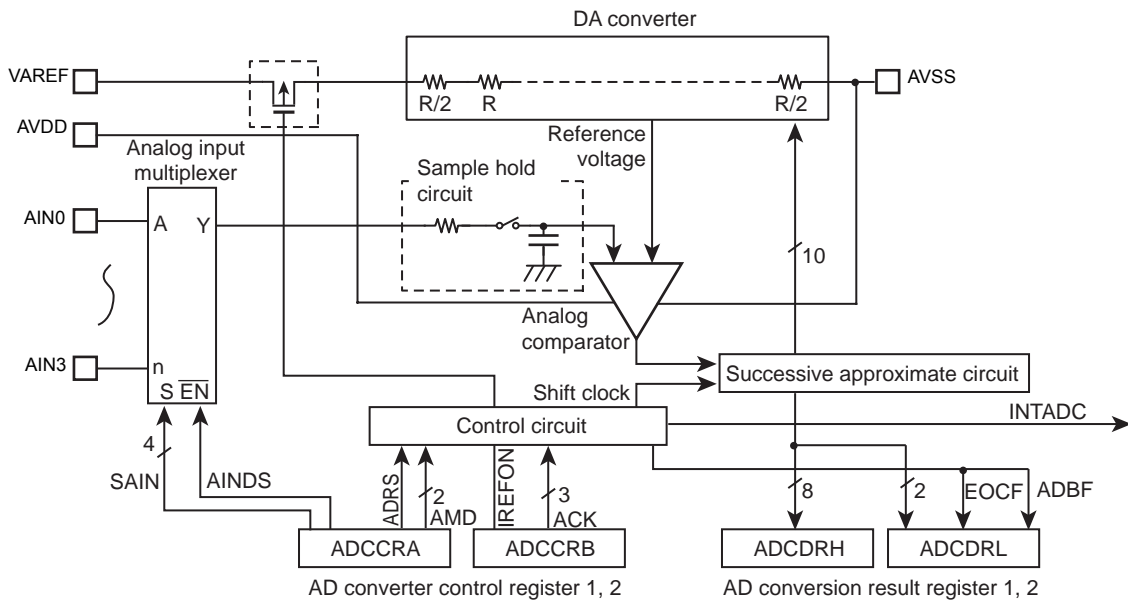 DA converter
VAREF
AVSS
R/2
R
R/2
AVDD
Analog input
multiplexer
Reference
voltage
Sample hold
circuit
AIN0
A
Y
10
Analog
comparator
AIN3
n
S
EN
Successive approximate circuit
Shift clock
INTADC
Control circuit
4
SAIN
AINDS
ADRS
2
AMD
IREFON
3
ACK
8
2
EOCF
ADBF
ADCCRA
ADCCRB
ADCDRH
ADCDRL
AD converter control register 1, 2
AD conversion result register 1, 2